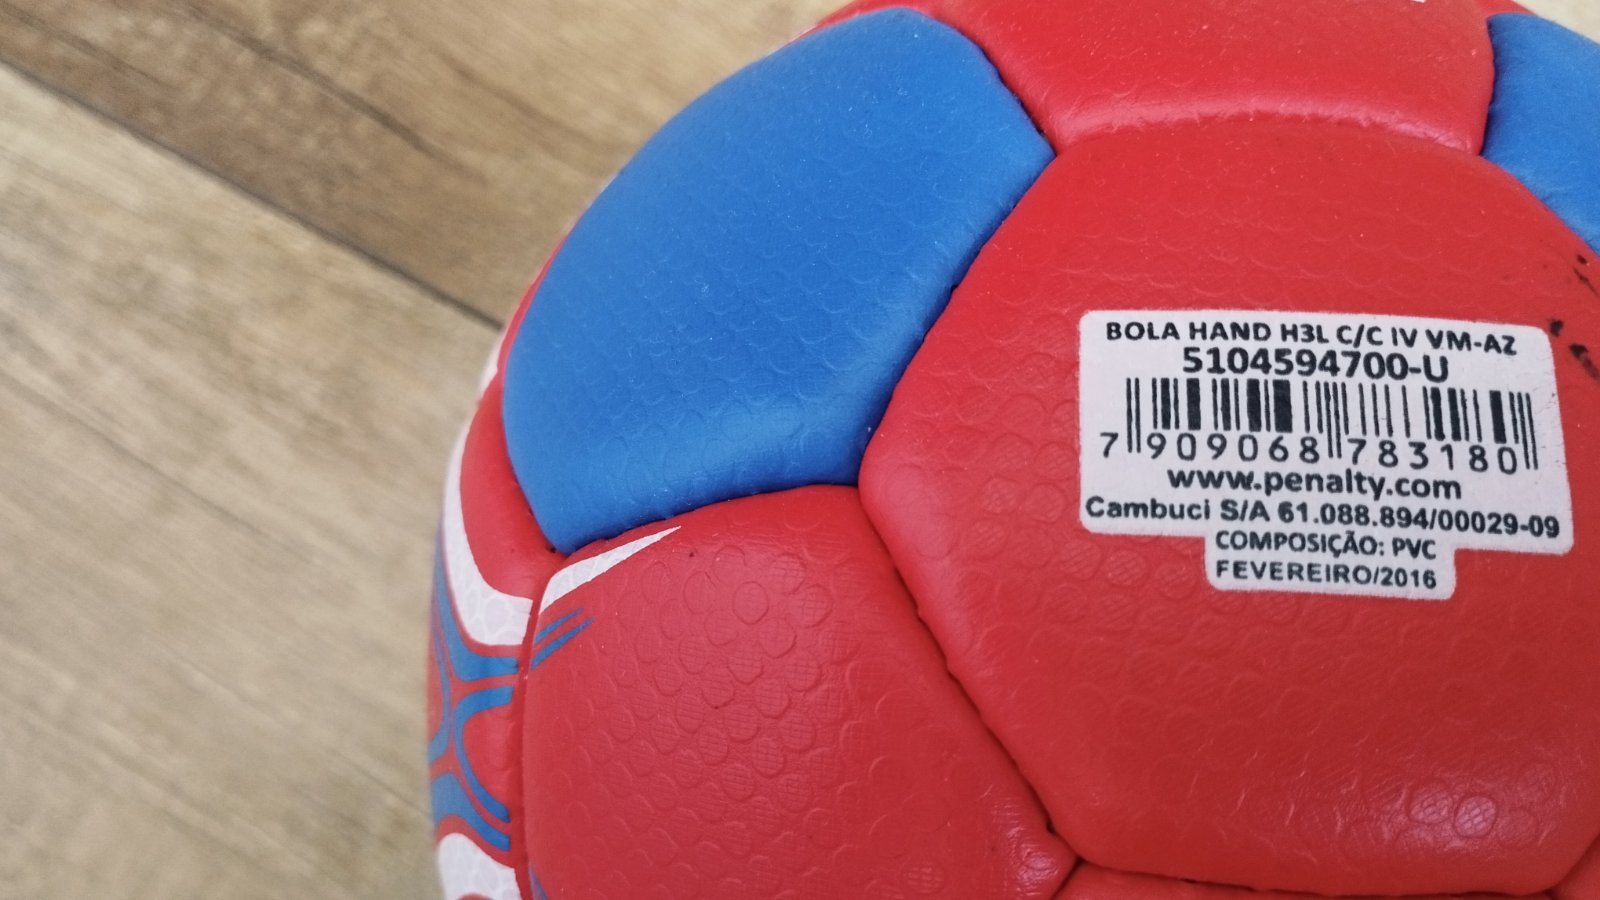 BOLA HAND H3L C/C IV VM-AZ
5104594700-U
7 909068 783180
www.penalty.com
Cambuci S/A 61.088.894/00029-09
COMPOSIÇÃO: PVC
FEVEREIRO/2016